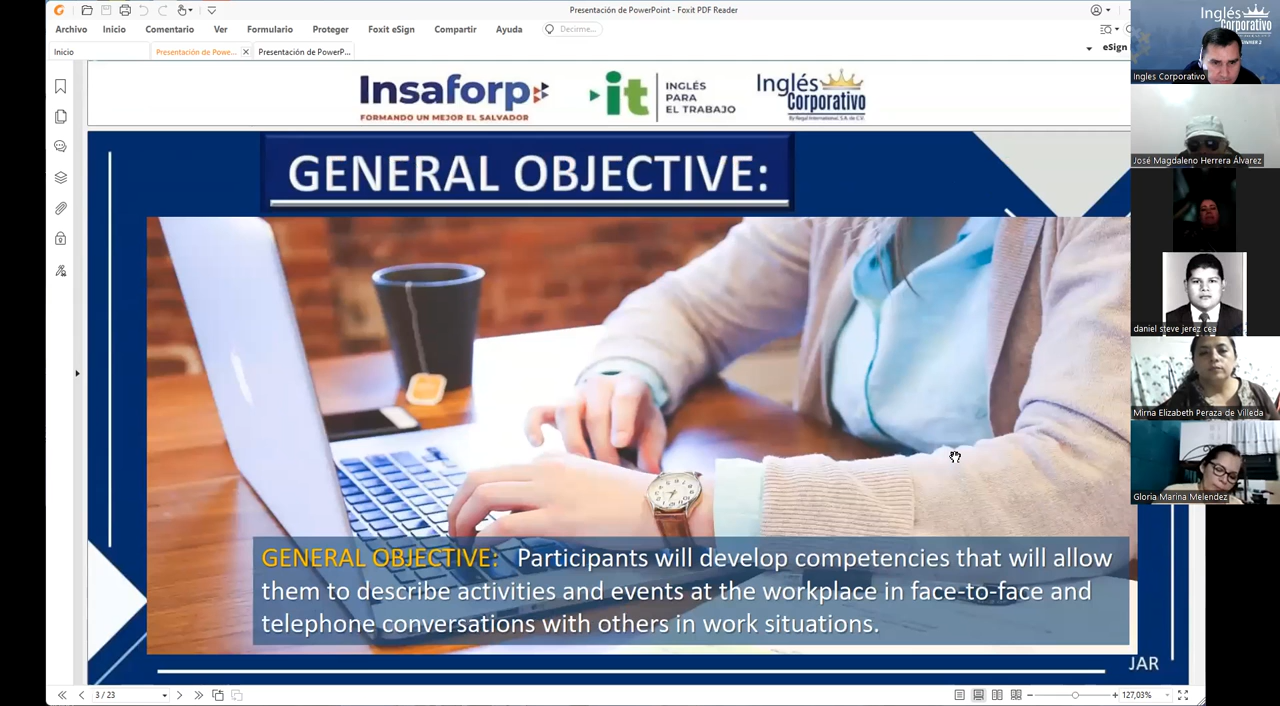 Presentación de PowerPoint - Foxit PDF Reader
Archivo Inicio Comentario Ver Formulario Proteger Foxit eSign Compartir Ayuda Decirme...
Inicio Presentación de Powe... Presentación de PowerP...
eSign
Insaforp
FORMANDO UN MEJOR EL SALVADOR
it
INGLÉS
PARA
EL TRABAJO
Inglés
Corporativo
GENERAL OBJECTIVE:
GENERAL OBJECTIVE: Participants will develop competencies that will allow
them to describe activities and events at the workplace in face-to-face and
telephone conversations with others in work situations.
JAR
3 / 23
127,03%
Inglés
Corporativo
Ingles Corporativo
José Magdaleno Herrera Álvarez
daniel steve jerez cea
Mirna Elizabeth Peraza de Villeda
Gloria Marina Melendez